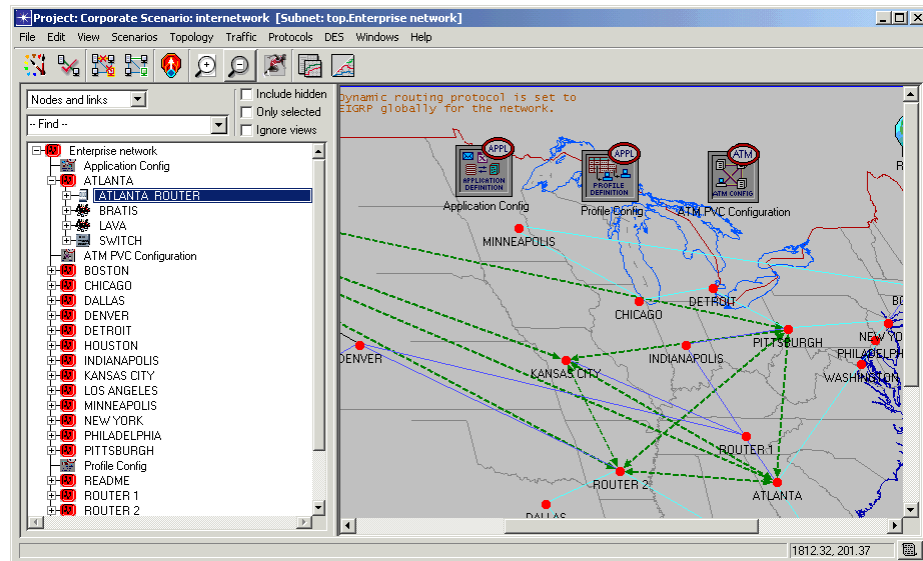 Project: Corporate Scenario: internetwork [Subnet: top.Enterprise network]
File Edit View Scenarios Topology Traffic Protocols DES Windows Help
Nodes and links
Include hidden
Only selected
Ignore views
-- Find --
Enterprise network
Application Config
ATLANTA
ATLANTA ROUTER
BRATIS
LAVA
SWITCH
ATM PVC Configuration
BOSTON
CHICAGO
DALLAS
DENVER
DETROIT
HOUSTON
INDIANAPOLIS
KANSAS CITY
LOS ANGELES
MINNEAPOLIS
NEW YORK
PHILADELPHIA
PITTSBURGH
Profile Config
README
ROUTER 1
ROUTER 2
Dynamic routing protocol is set to
EIGRP globally for the network.
APPL
APPLICATION
DEFINITION
Application Config
APPL
PROFILE
DEFINITION
Profile Config
ATM
ATM CONFIG
ATM PVC Configuration
MINNEAPOLIS
CHICAGO
DETROIT
PITTSBURGH
INDIANAPOLIS
DENVER
KANSAS CITY
NEW YO
PHILADELPH
WASHINGTON
ROUTER 1
ROUTER 2
ATLANTA
DALLAS
1812.32, 201.37